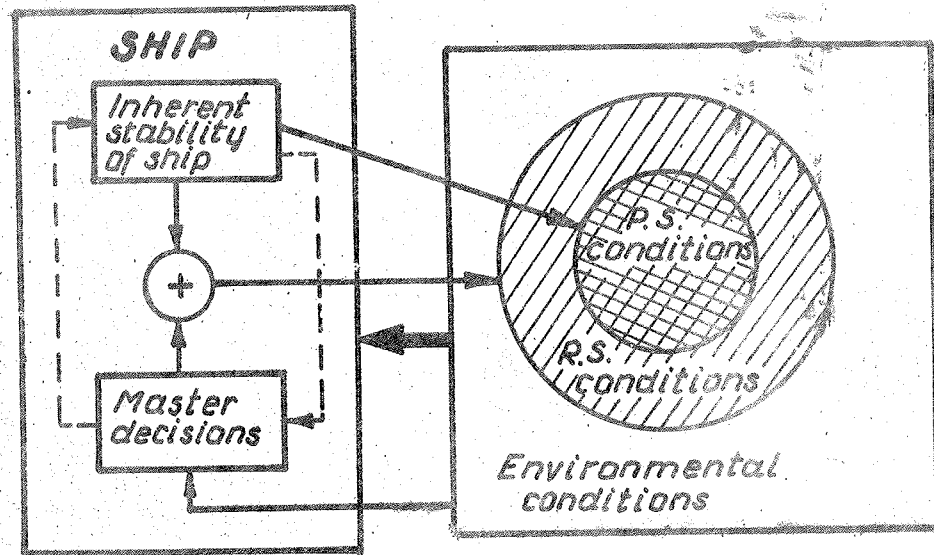 SHIP
Inherent
stability
of ship
+
Master
decisions
P.S.
conditions
R.S.
conditions
Environmental
conditions